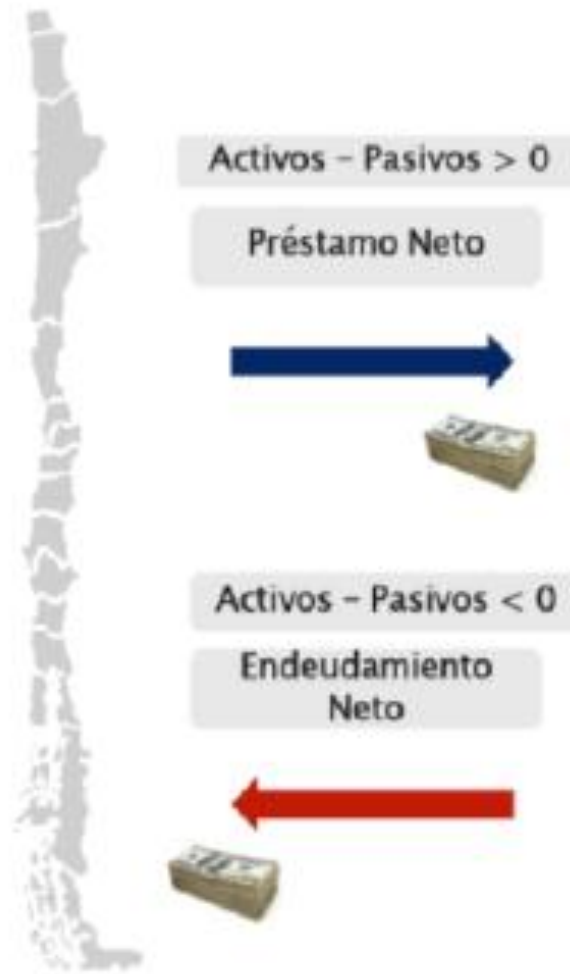 Activos – Pasivos > 0
Préstamo Neto
Activos – Pasivos < 0
Endeudamiento
Neto